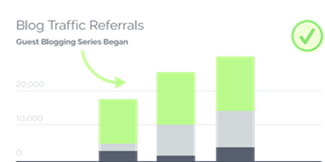 Blog Traffic Referrals
Guest Blogging Series Began
20,000
10,000
0